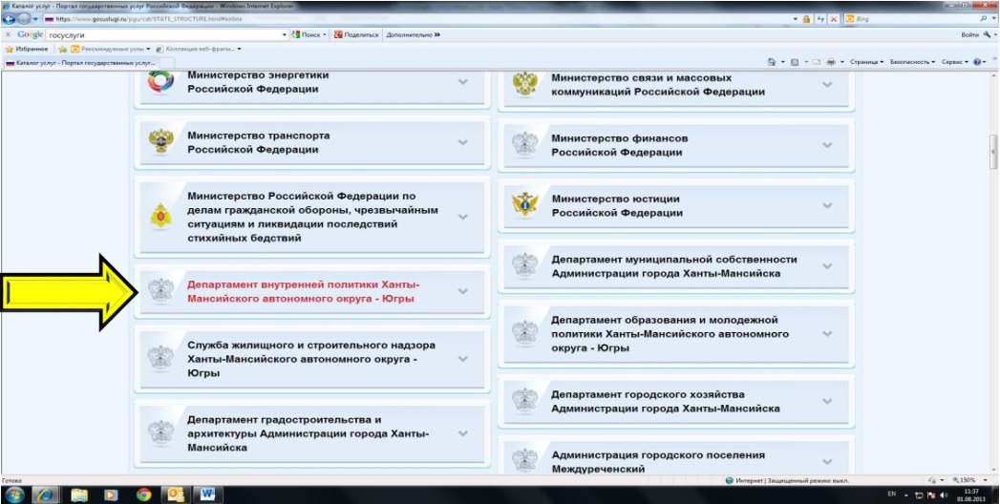 Каталог услуг - Портал государственных услуг Российской Федерации - Windows Internet Explorer
https://www.gosuslugi.ru/pgu/cat/STATE_STRUCTURE.html#online
Bing
Google госуслуги Поиск Поделиться Дополнительно Войти
Избранное Рекомендуемые узлы Коллекция веб-фрагм...
Каталог услуг - Портал государственных услуг... Страница Безопасность Сервис
Министерство энергетики
Российской Федерации
Министерство связи и массовых
коммуникаций Российской Федерации
Министерство транспорта
Российской Федерации
Министерство финансов
Российской Федерации
Министерство Российской Федерации по
делам гражданской обороны, чрезвычайным
ситуациям и ликвидации последствий
стихийных бедствий
Министерство юстиции
Российской Федерации
Департамент внутренней политики Ханты-
Мансийского автономного округа - Югры
Департамент муниципальной собственности
Администрации города Ханты-Мансийска
Служба жилищного и строительного надзора
Ханты-Мансийского автономного округа -
Югры
Департамент образования и молодежной
политики Ханты-Мансийского автономного
округа - Югры
Департамент градостроительства и
архитектуры Администрации города Ханты-
Мансийска
Департамент городского хозяйства
Администрации города Ханты-Мансийска
Администрация городского поселения
Междуреченский
Готово Интернет | Защищенный режим: выкл. 150%
EN 11:37
01.08.2013